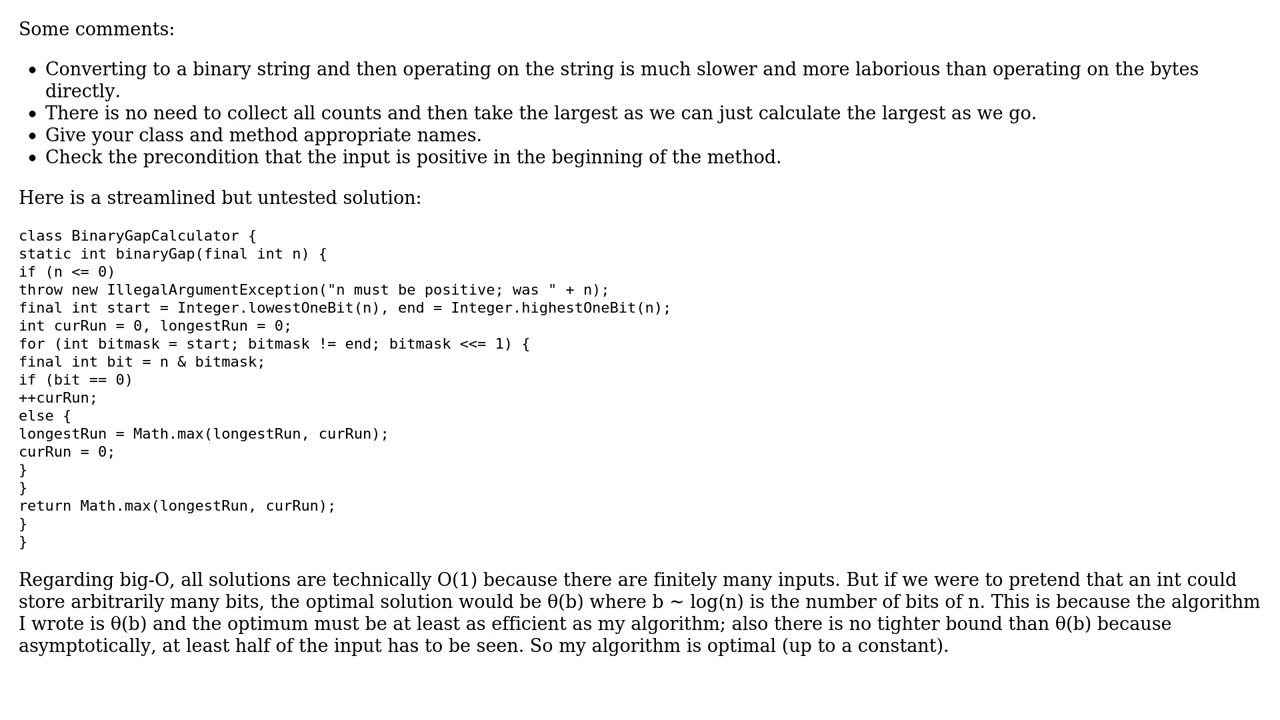 Some comments:
Converting to a binary string and then operating on the string is much slower and more laborious than operating on the bytes
directly.
There is no need to collect all counts and then take the largest as we can just calculate the largest as we go.
Give your class and method appropriate names.
Check the precondition that the input is positive in the beginning of the method.
Here is a streamlined but untested solution:
class BinaryGapCalculator {
static int binaryGap(final int n) {
if (n <= 0)
throw new IllegalArgumentException("n must be positive; was " + n);
final int start = Integer.lowestOneBit(n), end = Integer.highestOneBit(n);
int curRun = 0, longestRun = 0;
for (int bitmask = start; bitmask != end; bitmask <<= 1) {
final int bit = n & bitmask;
if (bit == 0)
++curRun;
else {
longestRun = Math.max(longestRun, curRun);
curRun = 0;
}
}
return Math.max(longestRun, curRun);
}
}
Regarding big-O, all solutions are technically O(1) because there are finitely many inputs. But if we were to pretend that an int could
store arbitrarily many bits, the optimal solution would be θ(b) where b ~ log(n) is the number of bits of n. This is because the algorithm
I wrote is θ(b) and the optimum must be at least as efficient as my algorithm; also there is no tighter bound than θ(b) because
asymptotically, at least half of the input has to be seen. So my algorithm is optimal (up to a constant).